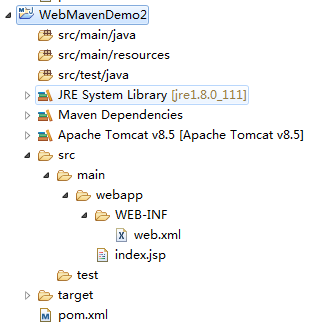 WebMavenDemo2
src/main/java
src/main/resources
src/test/java
JRE System Library [jre1.8.0_111]
Maven Dependencies
Apache Tomcat v8.5 [Apache Tomcat v8.5]
src
main
webapp
WEB-INF
web.xml
index.jsp
test
target
pom.xml